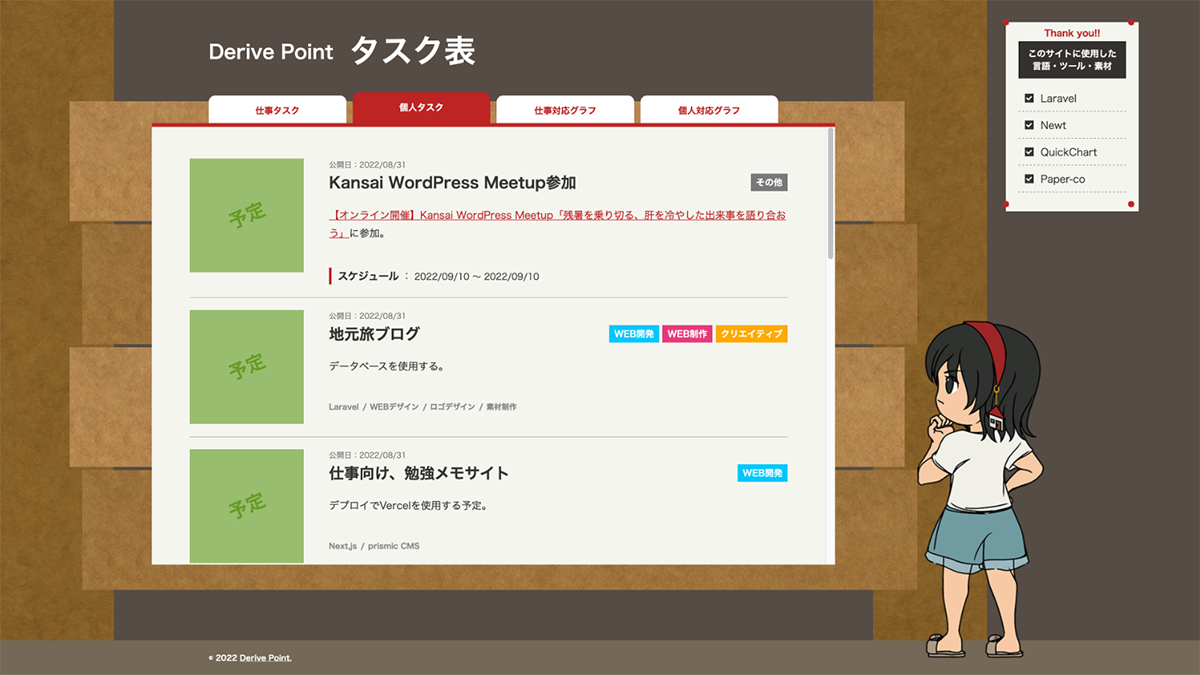 Derive Point タスク表
仕事タスク
個人タスク
仕事対応グラフ
個人対応グラフ
予定
公開日：2022/08/31
Kansai WordPress Meetup参加
その他
【オンライン開催】Kansai WordPress Meetup「残暑を乗り切る、肝を冷やした出来事を語り合お
う」に参加。
スケジュール ： 2022/09/10 〜 2022/09/10
予定
公開日：2022/08/31
地元旅ブログ
WEB開発 WEB制作 クリエイティブ
データベースを使用する。
Laravel / WEBデザイン / ロゴデザイン / 素材制作
予定
公開日：2022/08/31
仕事向け、勉強メモサイト
WEB開発
デプロイでVercelを使用する予定。
Next.js / prismic CMS
Thank you!!
このサイトに使用した
言語・ツール・素材
Laravel
Newt
QuickChart
Paper-co
© 2022 Derive Point.